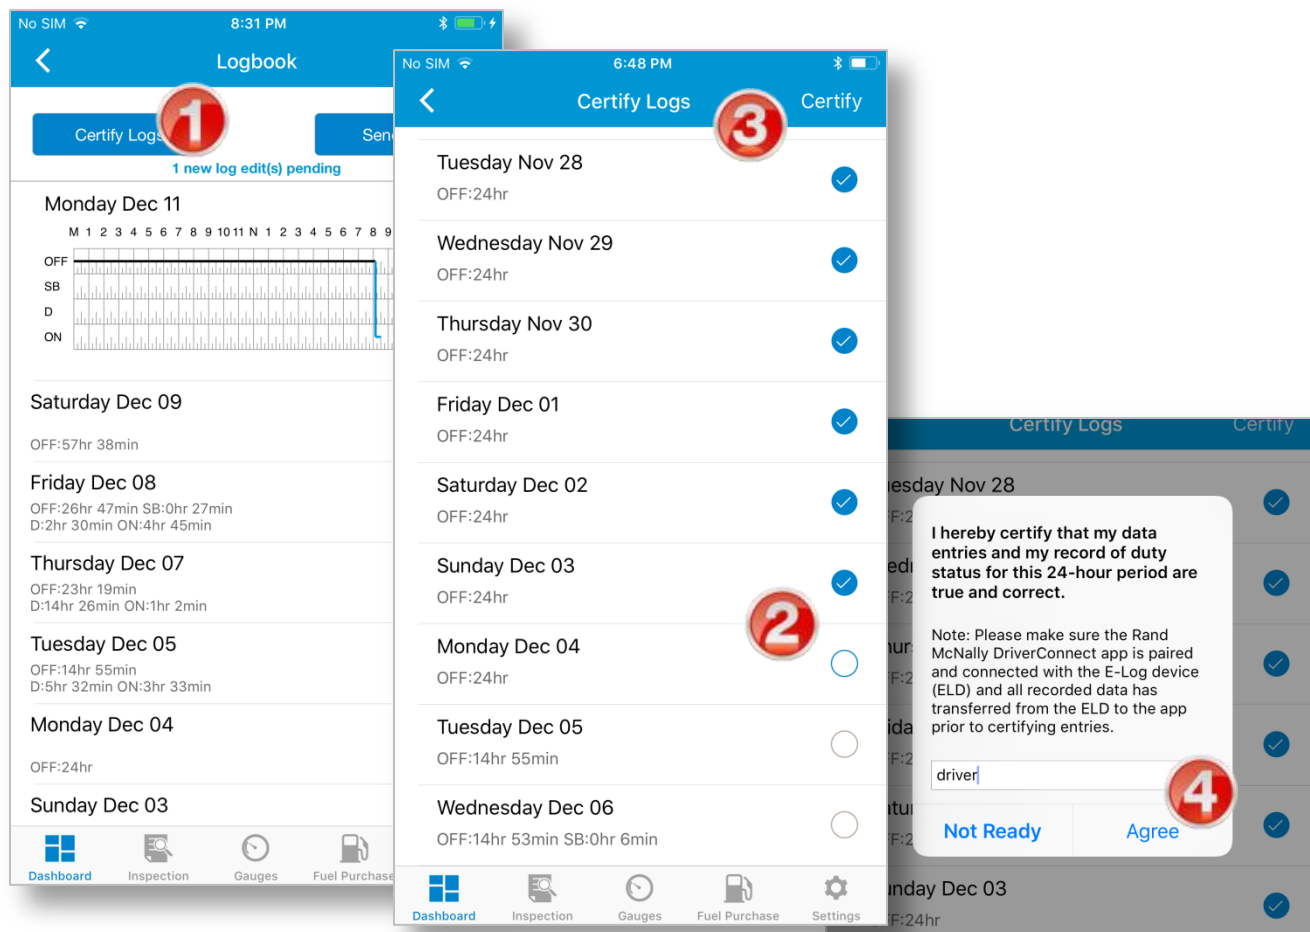 No SIM 8:31 PM
Logbook
1
Certify Logs
Sen
1 new log edit(s) pending
Monday Dec 11
M 1 2 3 4 5 6 7 8 9 10 11 N 1 2 3 4 5 6 7 8 9
OFF
SB
D
ON
Saturday Dec 09
OFF:57hr 38min
Friday Dec 08
OFF:26hr 47min SB:0hr 27min
D:2hr 30min ON:4hr 45min
Thursday Dec 07
OFF:23hr 19min
D:14hr 26min ON:1hr 2min
Tuesday Dec 05
OFF:14hr 55min
D:5hr 32min ON:3hr 33min
Monday Dec 04
OFF:24hr
Sunday Dec 03
Dashboard Inspection Gauges Fuel Purchase
No SIM 6:48 PM
Certify Logs 3 Certify
Tuesday Nov 28
OFF:24hr
Wednesday Nov 29
OFF:24hr
Thursday Nov 30
OFF:24hr
Friday Dec 01
OFF:24hr
Saturday Dec 02
OFF:24hr
Sunday Dec 03
OFF:24hr
2
Monday Dec 04
OFF:24hr
Tuesday Dec 05
OFF:14hr 55min
Wednesday Dec 06
OFF:14hr 53min SB:0hr 6min
Dashboard Inspection Gauges Fuel Purchase Settings
Certify Logs Certify
esday Nov 28
I hereby certify that my data
entries and my record of duty
status for this 24-hour period are
true and correct.
Note: Please make sure the Rand
McNally DriverConnect app is paired
and connected with the E-Log device
(ELD) and all recorded data has
transferred from the ELD to the app
prior to certifying entries.
driver
4
Not Ready Agree
unday Dec 03
F:24hr